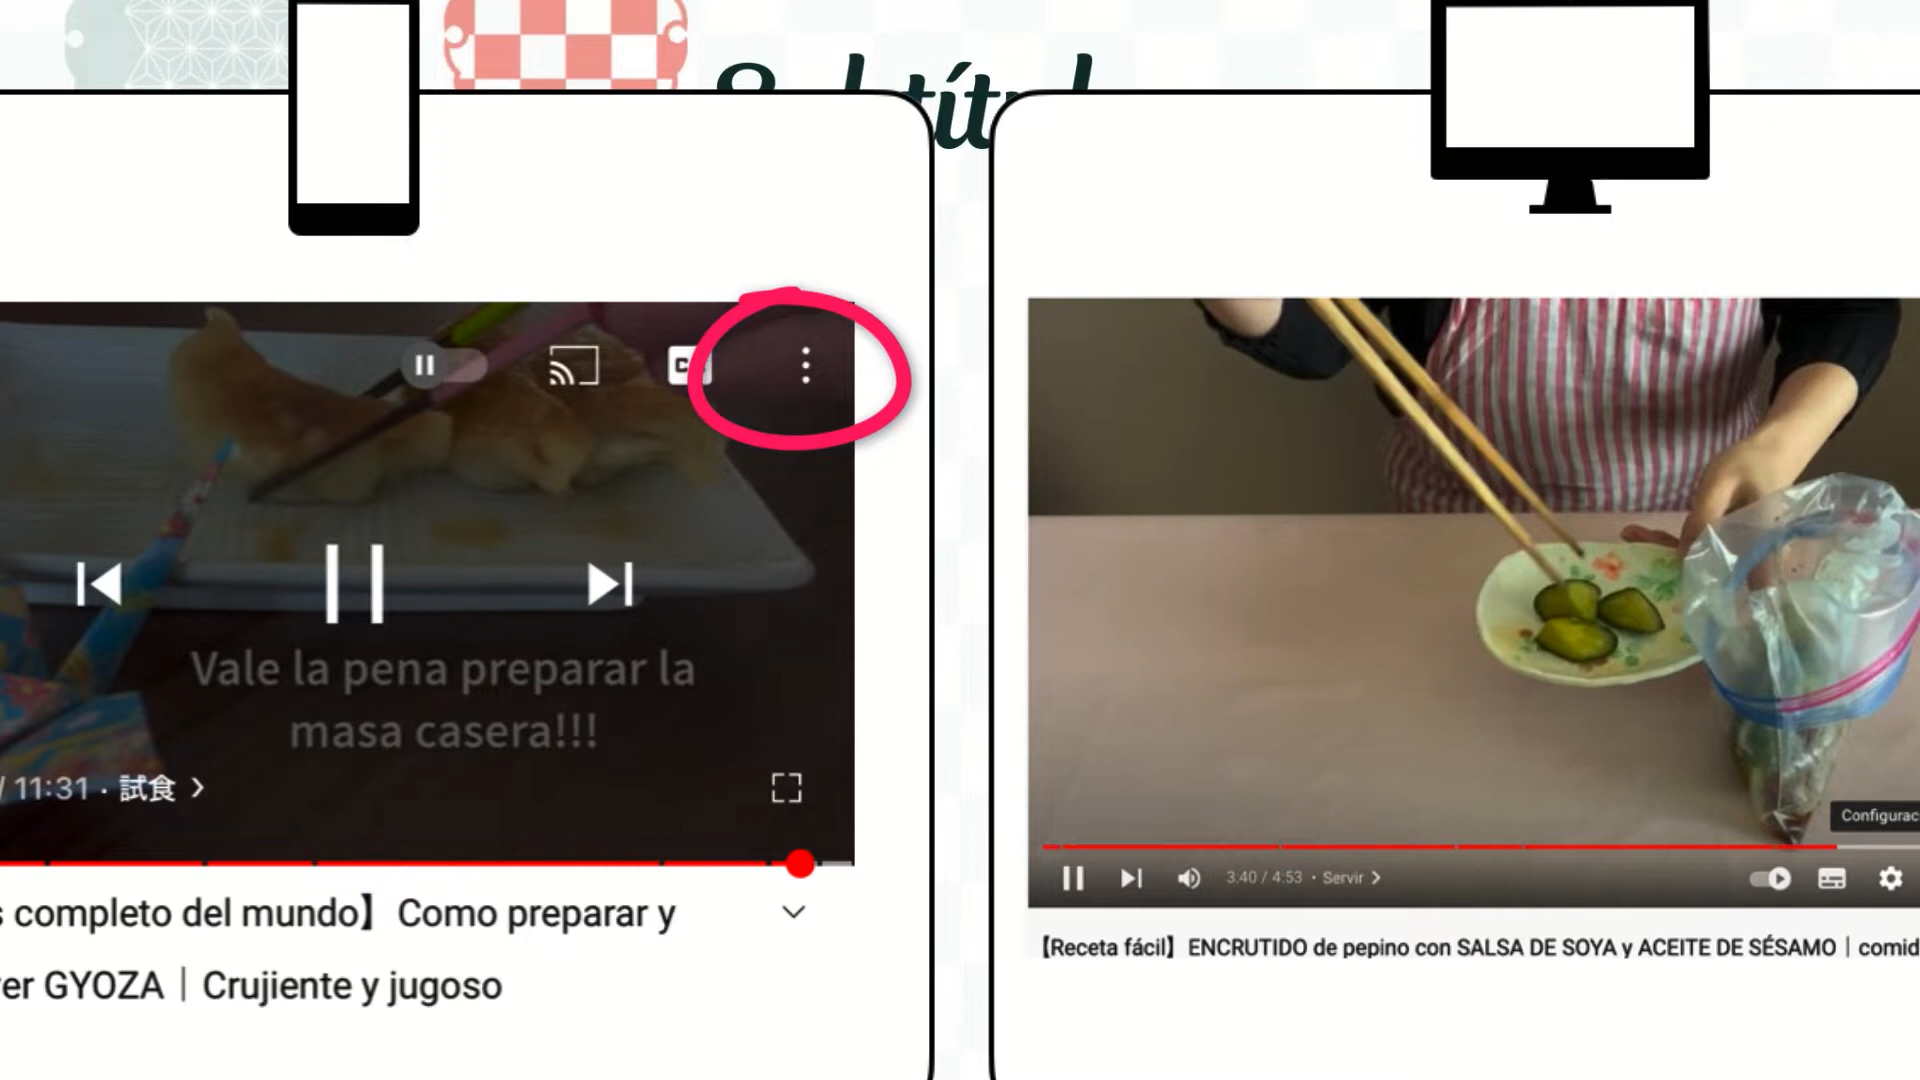 Vale la pena preparar la
masa casera!!!
/ 11:31 · 試食 >
completo del mundo】 Como preparar y
er GYOZA | Crujiente y jugoso
3:40 / 4:53 · Servir >
【Receta fácil】 ENCRUTIDO de pepino con SALSA DE SOYA y ACEITE DE SÉSAMO | comid